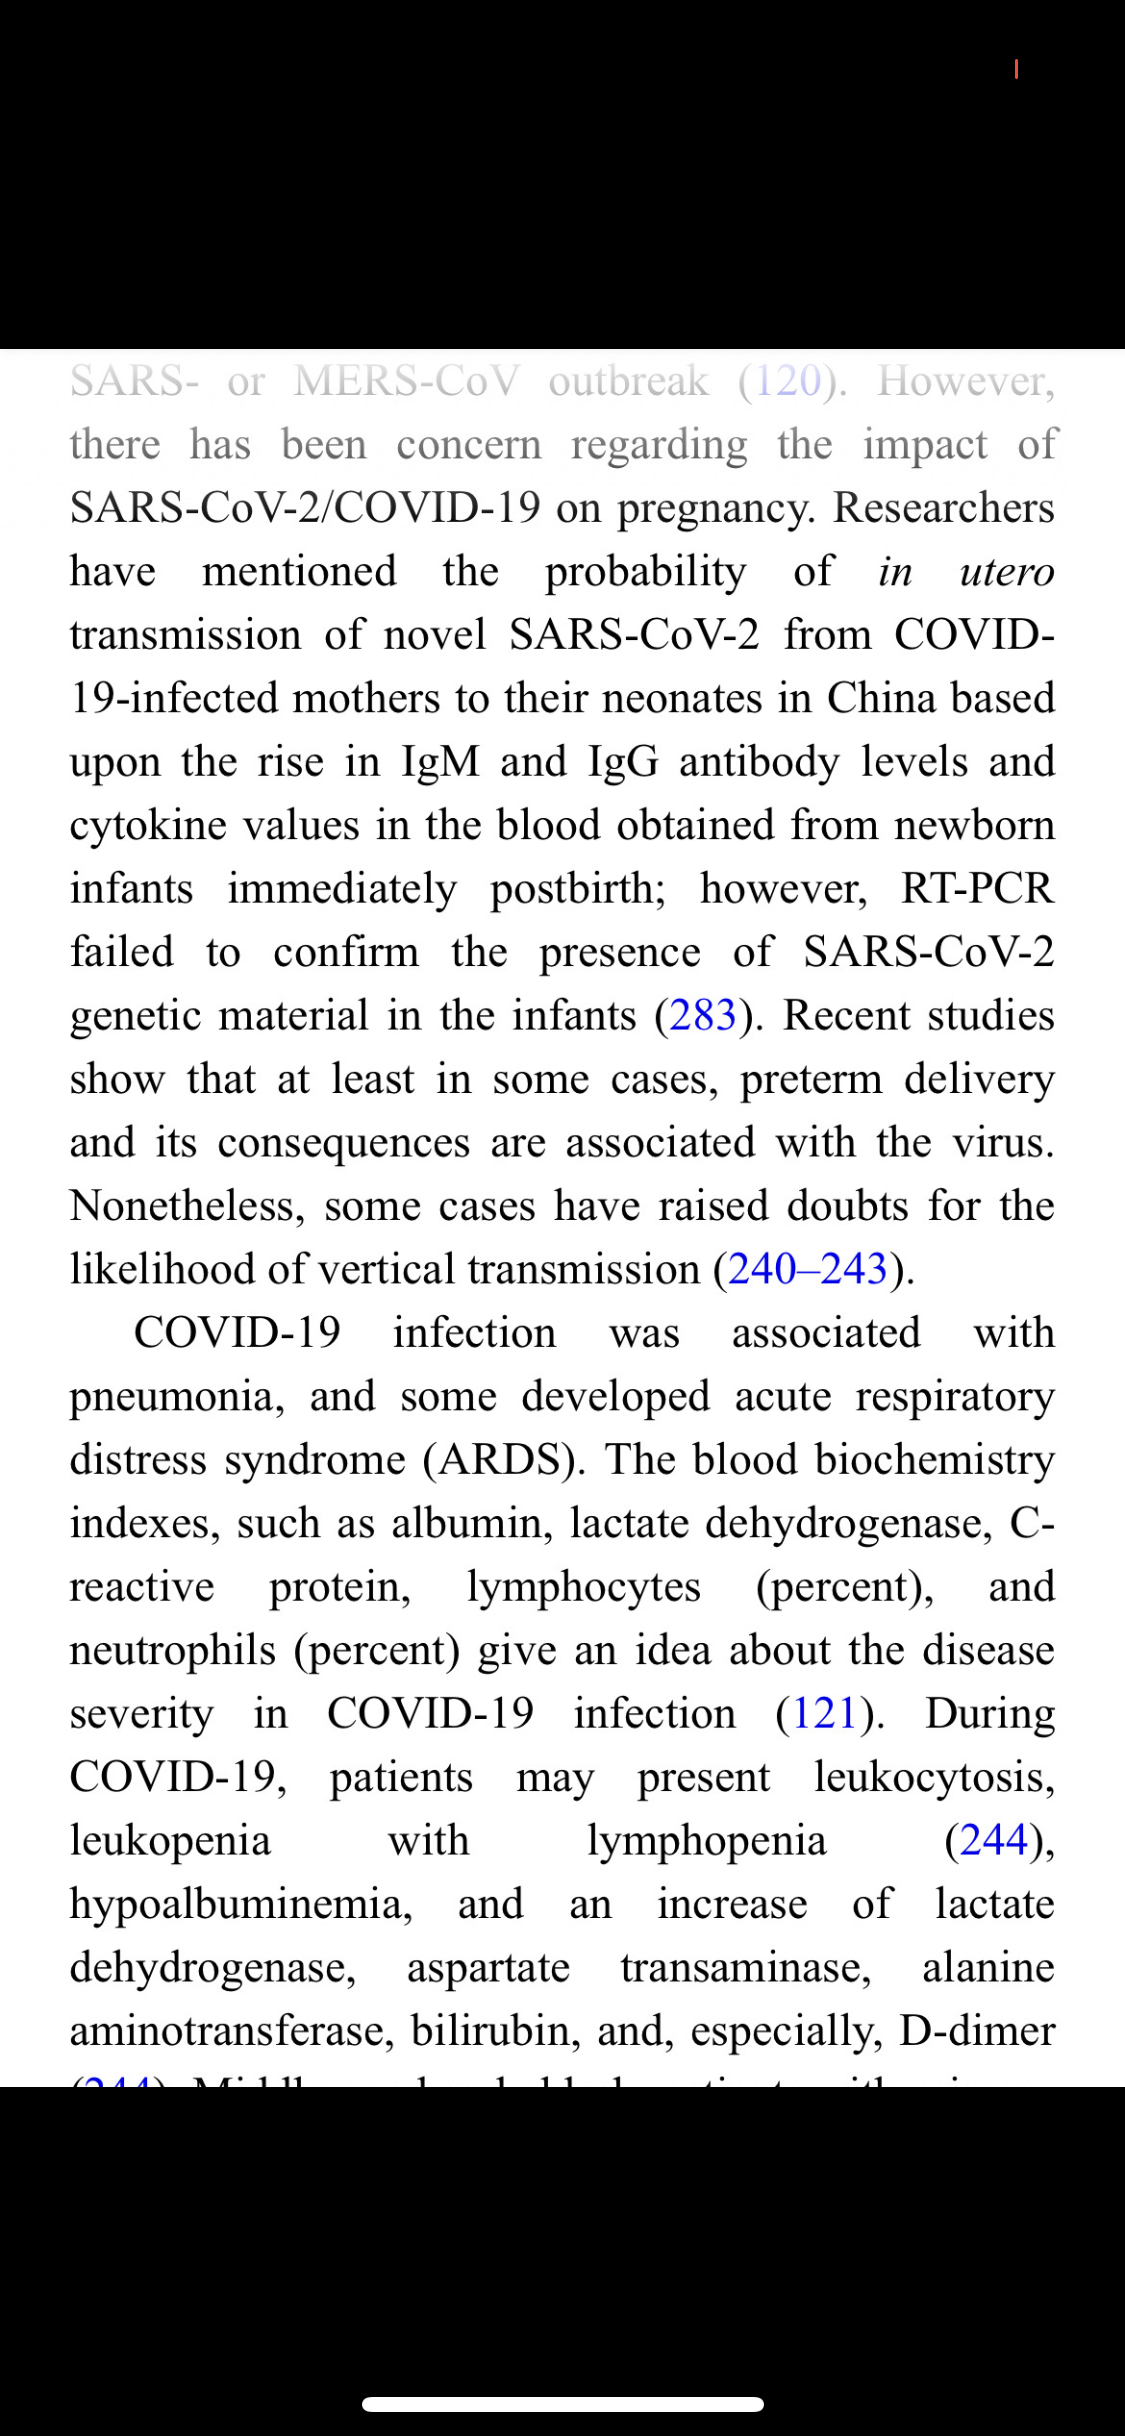 SARS- or MERS-CoV outbreak (120). However,
there has been concern regarding the impact of
SARS-CoV-2/COVID-19 on pregnancy. Researchers
have mentioned the probability of in utero
transmission of novel SARS-CoV-2 from COVID-
19-infected mothers to their neonates in China based
upon the rise in IgM and IgG antibody levels and
cytokine values in the blood obtained from newborn
infants immediately postbirth; however, RT-PCR
failed to confirm the presence of SARS-CoV-2
genetic material in the infants (283). Recent studies
show that at least in some cases, preterm delivery
and its consequences are associated with the virus.
Nonetheless, some cases have raised doubts for the
likelihood of vertical transmission (240–243).
COVID-19 infection was associated with
pneumonia, and some developed acute respiratory
distress syndrome (ARDS). The blood biochemistry
indexes, such as albumin, lactate dehydrogenase, C-
reactive protein, lymphocytes (percent), and
neutrophils (percent) give an idea about the disease
severity in COVID-19 infection (121). During
COVID-19, patients may present leukocytosis,
leukopenia with lymphopenia (244),
hypoalbuminemia, and an increase of lactate
dehydrogenase, aspartate transaminase, alanine
aminotransferase, bilirubin, and, especially, D-dimer
(244)